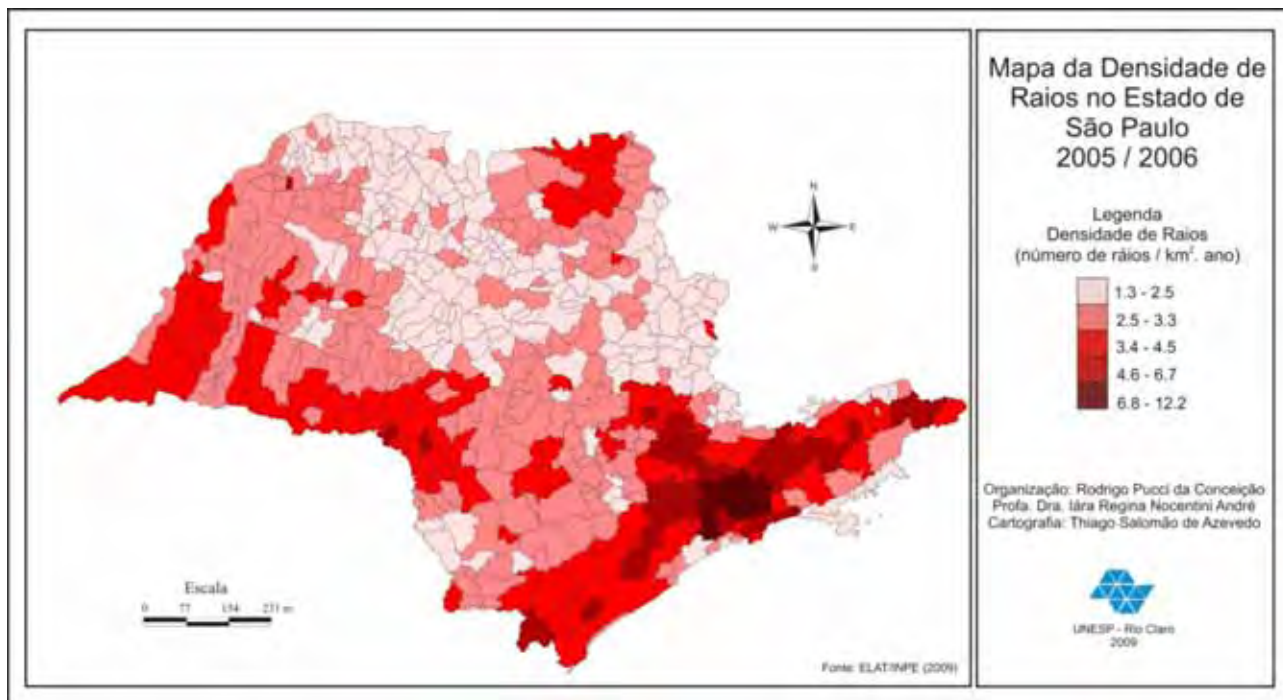 Mapa da Densidade de
Raios no Estado de
São Paulo
2005 / 2006
N
W
E
S
Legenda
Densidade de Raios
(número de ráios / km². ano)
1.3 - 2.5
2.5 - 3.3
3.4 - 4.5
4.6 - 6.7
6.8 - 12.2
Organização: Rodrigo Pucci da Conceição
Profa. Dra. Iára Regina Nocentini André
Cartografia: Thiago Salomão de Azevedo
Escala
0 77 154 231 m
UNESP - Rio Claro
2009
Fonte: ELAT/INPE (2009)